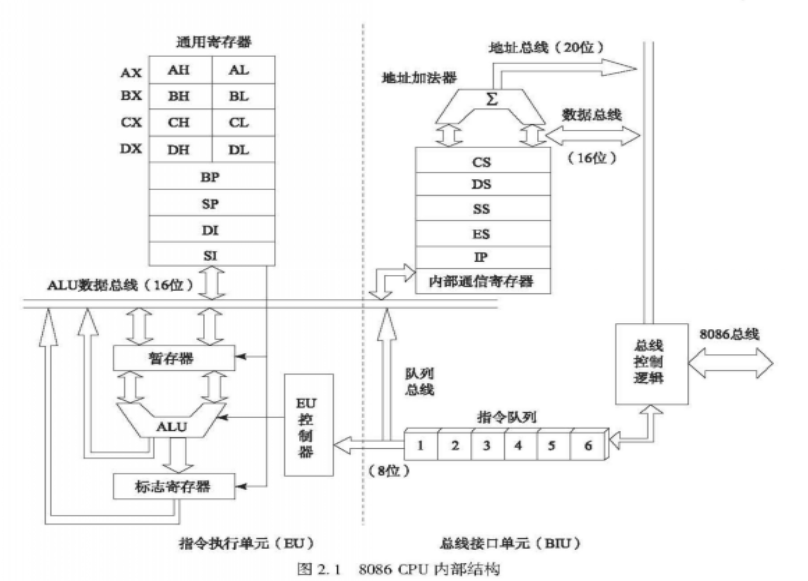 通用寄存器
AX AH AL
BX BH BL
CX CH CL
DX DH DL
BP
SP
DI
SI
ALU数据总线(16位)
暂存器
ALU
标志寄存器
EU控制器
指令执行单元(EU)
地址总线(20位)
地址加法器
Σ
数据总线
(16位)
CS
DS
SS
ES
IP
内部通信寄存器
总线控制逻辑
8086总线
队列总线
指令队列
1 2 3 4 5 6
(8位)
总线接口单元(BIU)
图 2.1 8086 CPU 内部结构